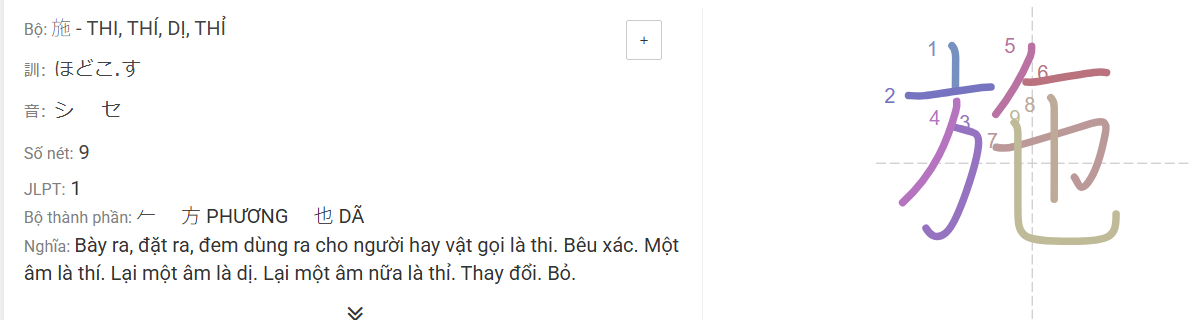 Bộ: 施 - THI, THÍ, DỊ, THỈ
+
訓: ほどこ.す
音: シ セ
Số nét: 9
JLPT: 1
Bộ thành phần: 𠂉 方 PHƯƠNG 也 DÃ
Nghĩa: Bày ra, đặt ra, đem dùng ra cho người hay vật gọi là thi. Bêu xác. Một
âm là thí. Lại một âm là dị. Lại một âm nữa là thỉ. Thay đổi. Bỏ.
施
1
2
3
4
5
6
7
8
9